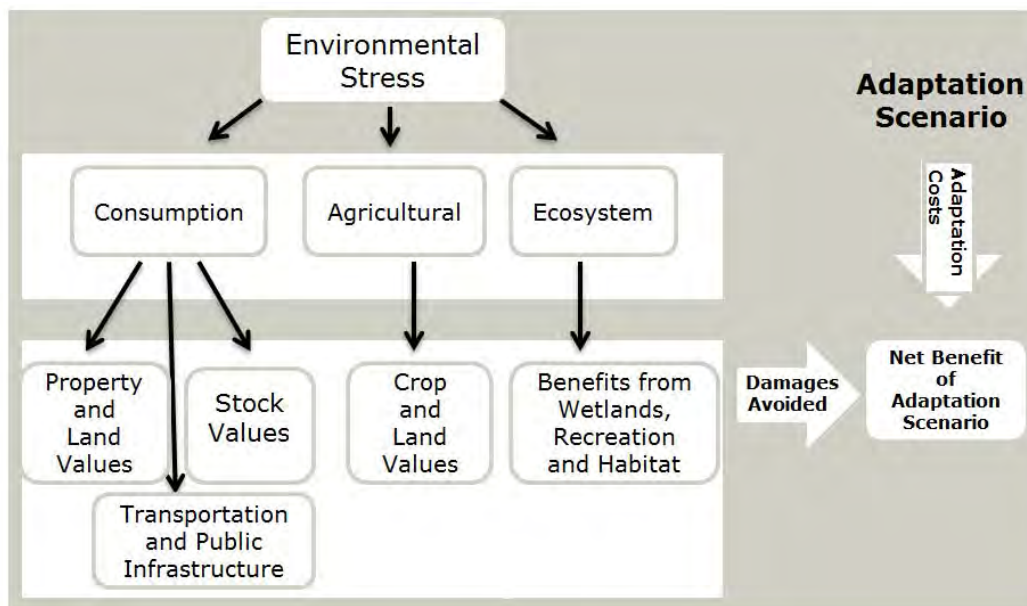 Environmental
Stress
Adaptation
Scenario
Adaptation
Costs
Consumption
Agricultural
Ecosystem
Property
and
Land
Values
Stock
Values
Transportation
and Public
Infrastructure
Crop
and
Land
Values
Benefits from
Wetlands,
Recreation
and Habitat
Damages
Avoided
Net Benefit
of
Adaptation
Scenario